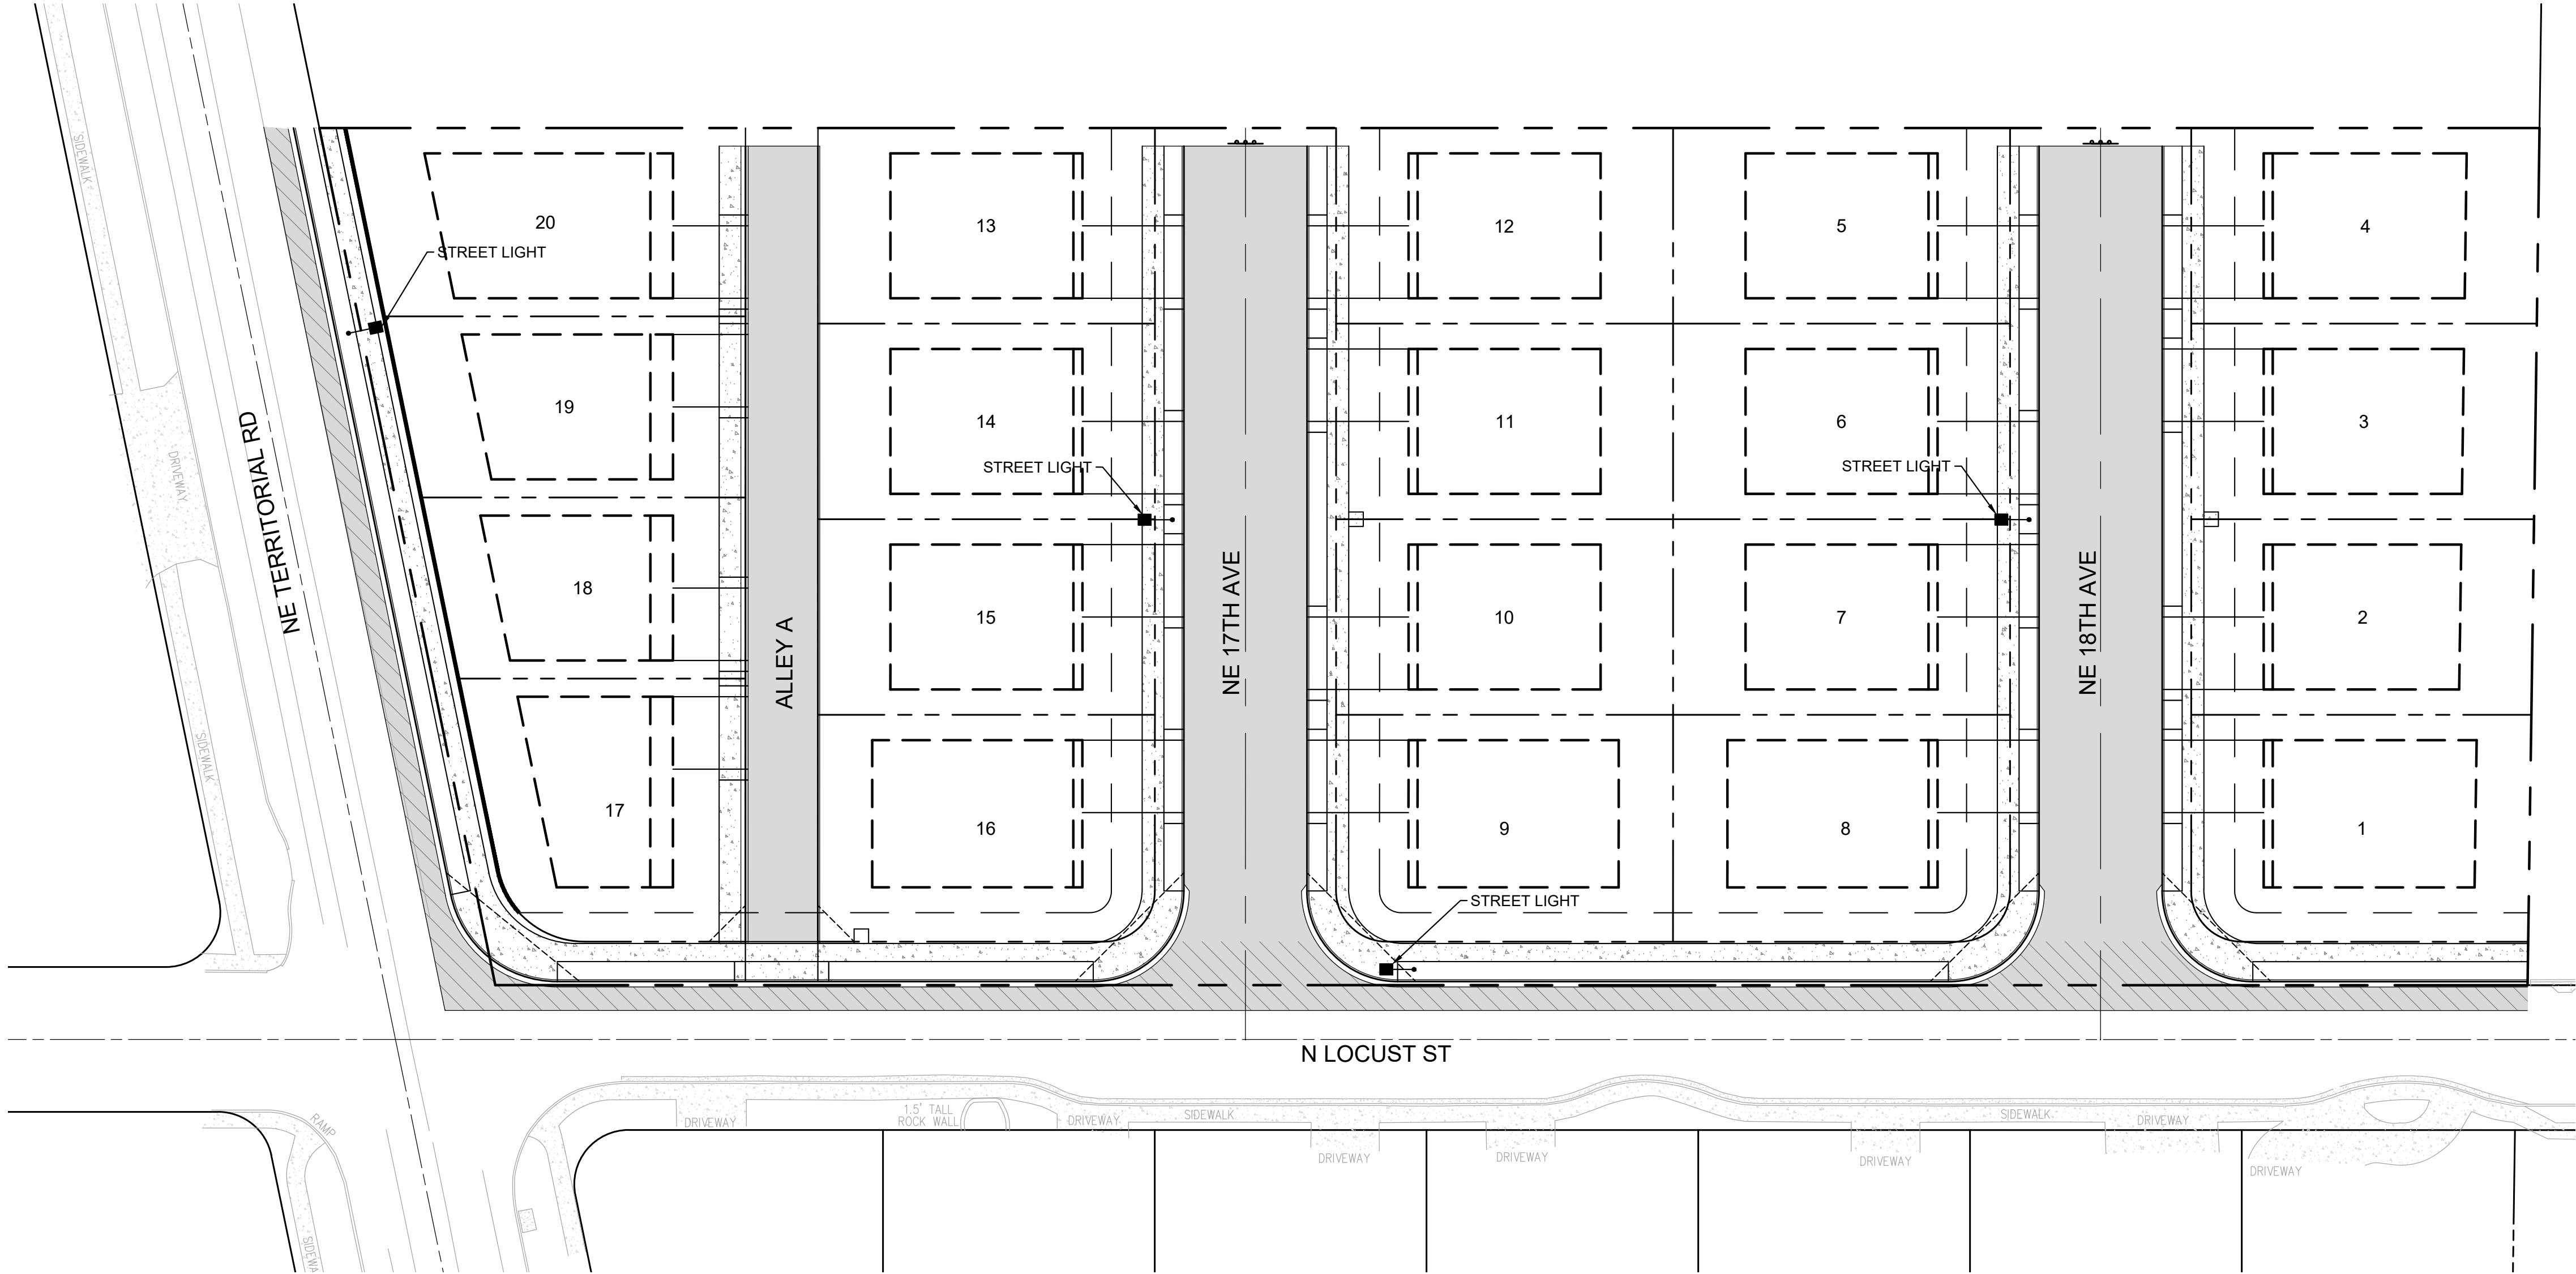 SIDEWALK
20
13
12
5
4
STREET LIGHT
19
14
11
6
3
DRIVEWAY
NE TERRITORIAL RD
STREET LIGHT
STREET LIGHT
18
15
10
7
2
ALLEY A
NE 17TH AVE
NE 18TH AVE
SIDEWALK
17
16
9
8
1
STREET LIGHT
N LOCUST ST
RAMP
DRIVEWAY
1.5' TALL
ROCK WALL
DRIVEWAY
SIDEWALK
DRIVEWAY
DRIVEWAY
DRIVEWAY
SIDEWALK
DRIVEWAY
DRIVEWAY
SIDEWA